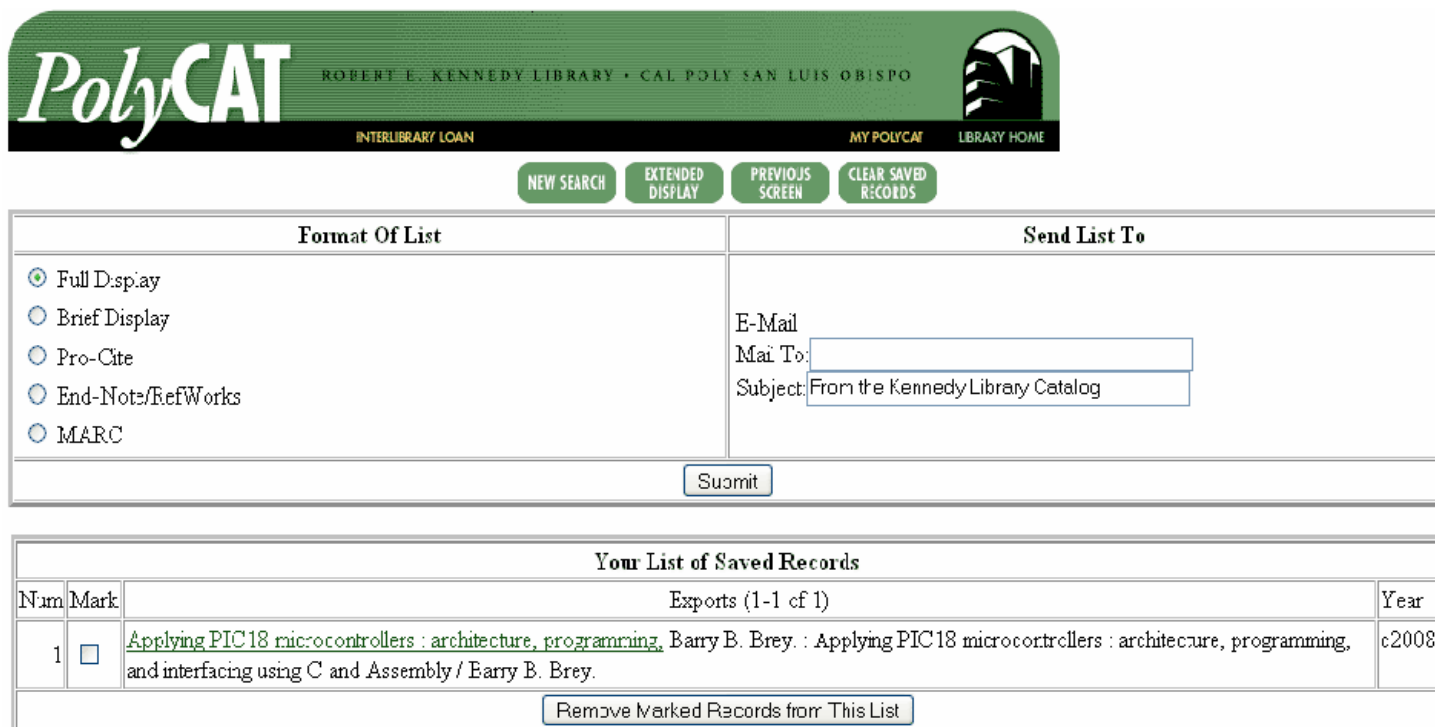 PolyCAT
ROBERT E. KENNEDY LIBRARY • CAL POLY SAN LUIS OBISPO
INTERLIBRARY LOAN MY POLYCAT LIBRARY HOME
NEW SEARCH EXTENDED DISPLAY PREVIOUS SCREEN CLEAR SAVED RECORDS
Format Of List Send List To
Full Display
Brief Display
Pro-Cite
End-Note/RefWorks
MARC
E-Mail
Mail To:
Subject: From the Kennedy Library Catalog
Submit
Your List of Saved Records
Num Mark Exports (1-1 of 1) Year
1 Applying PIC18 microcontrollers : architecture, programming, Barry B. Brey. : Applying PIC18 microcontrollers : architecture, programming, c2008
and interfacing using C and Assembly / Barry B. Brey.
Remove Marked Records from This List